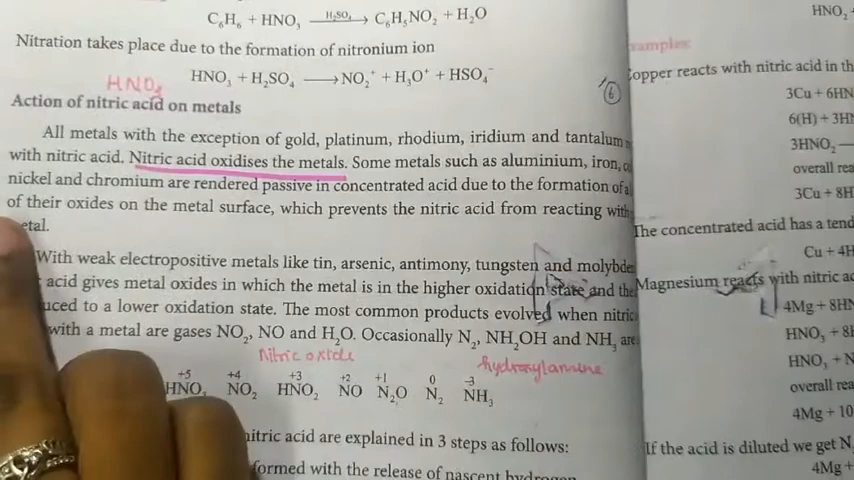 C₆H₆ + HNO₃ —H₂SO₄→ C₆H₅NO₂ + H₂O
Nitration takes place due to the formation of nitronium ion
HNO₃ + H₂SO₄ ⟶ NO₂⁺ + H₃O⁺ + HSO₄⁻
HNO₃
Action of nitric acid on metals
All metals with the exception of gold, platinum, rhodium, iridium and tantalum
with nitric acid. Nitric acid oxidises the metals. Some metals such as aluminium, iron,
nickel and chromium are rendered passive in concentrated acid due to the formation of
of their oxides on the metal surface, which prevents the nitric acid from reacting with
etal.
With weak electropositive metals like tin, arsenic, antimony, tungsten and molybde
acid gives metal oxides in which the metal is in the higher oxidation state and the
uced to a lower oxidation state. The most common products evolved when nitric
with a metal are gases NO₂, NO and H₂O. Occasionally N₂, NH₂OH and NH₃ are
Nitric oxide hydroxylamine
+5 +4 +3 +2 +1 0 -3
HNO₃ NO₂ HNO₂ NO N₂O N₂ NH₃
nitric acid are explained in 3 steps as follows:
formed with the release of nascent hydrogen
6
HNO₃ +
xamples:
Copper reacts with nitric acid in th
3Cu + 6HN
6(H) + 3H
3HNO₂ —
overall rea
3Cu + 8H
The concentrated acid has a tend
Cu + 4H
Magnesium reacts with nitric ac
4Mg + 8H
HNO₃ + 8
HNO₃ + N
overall rea
4Mg + 10
If the acid is diluted we get N
4Mg +